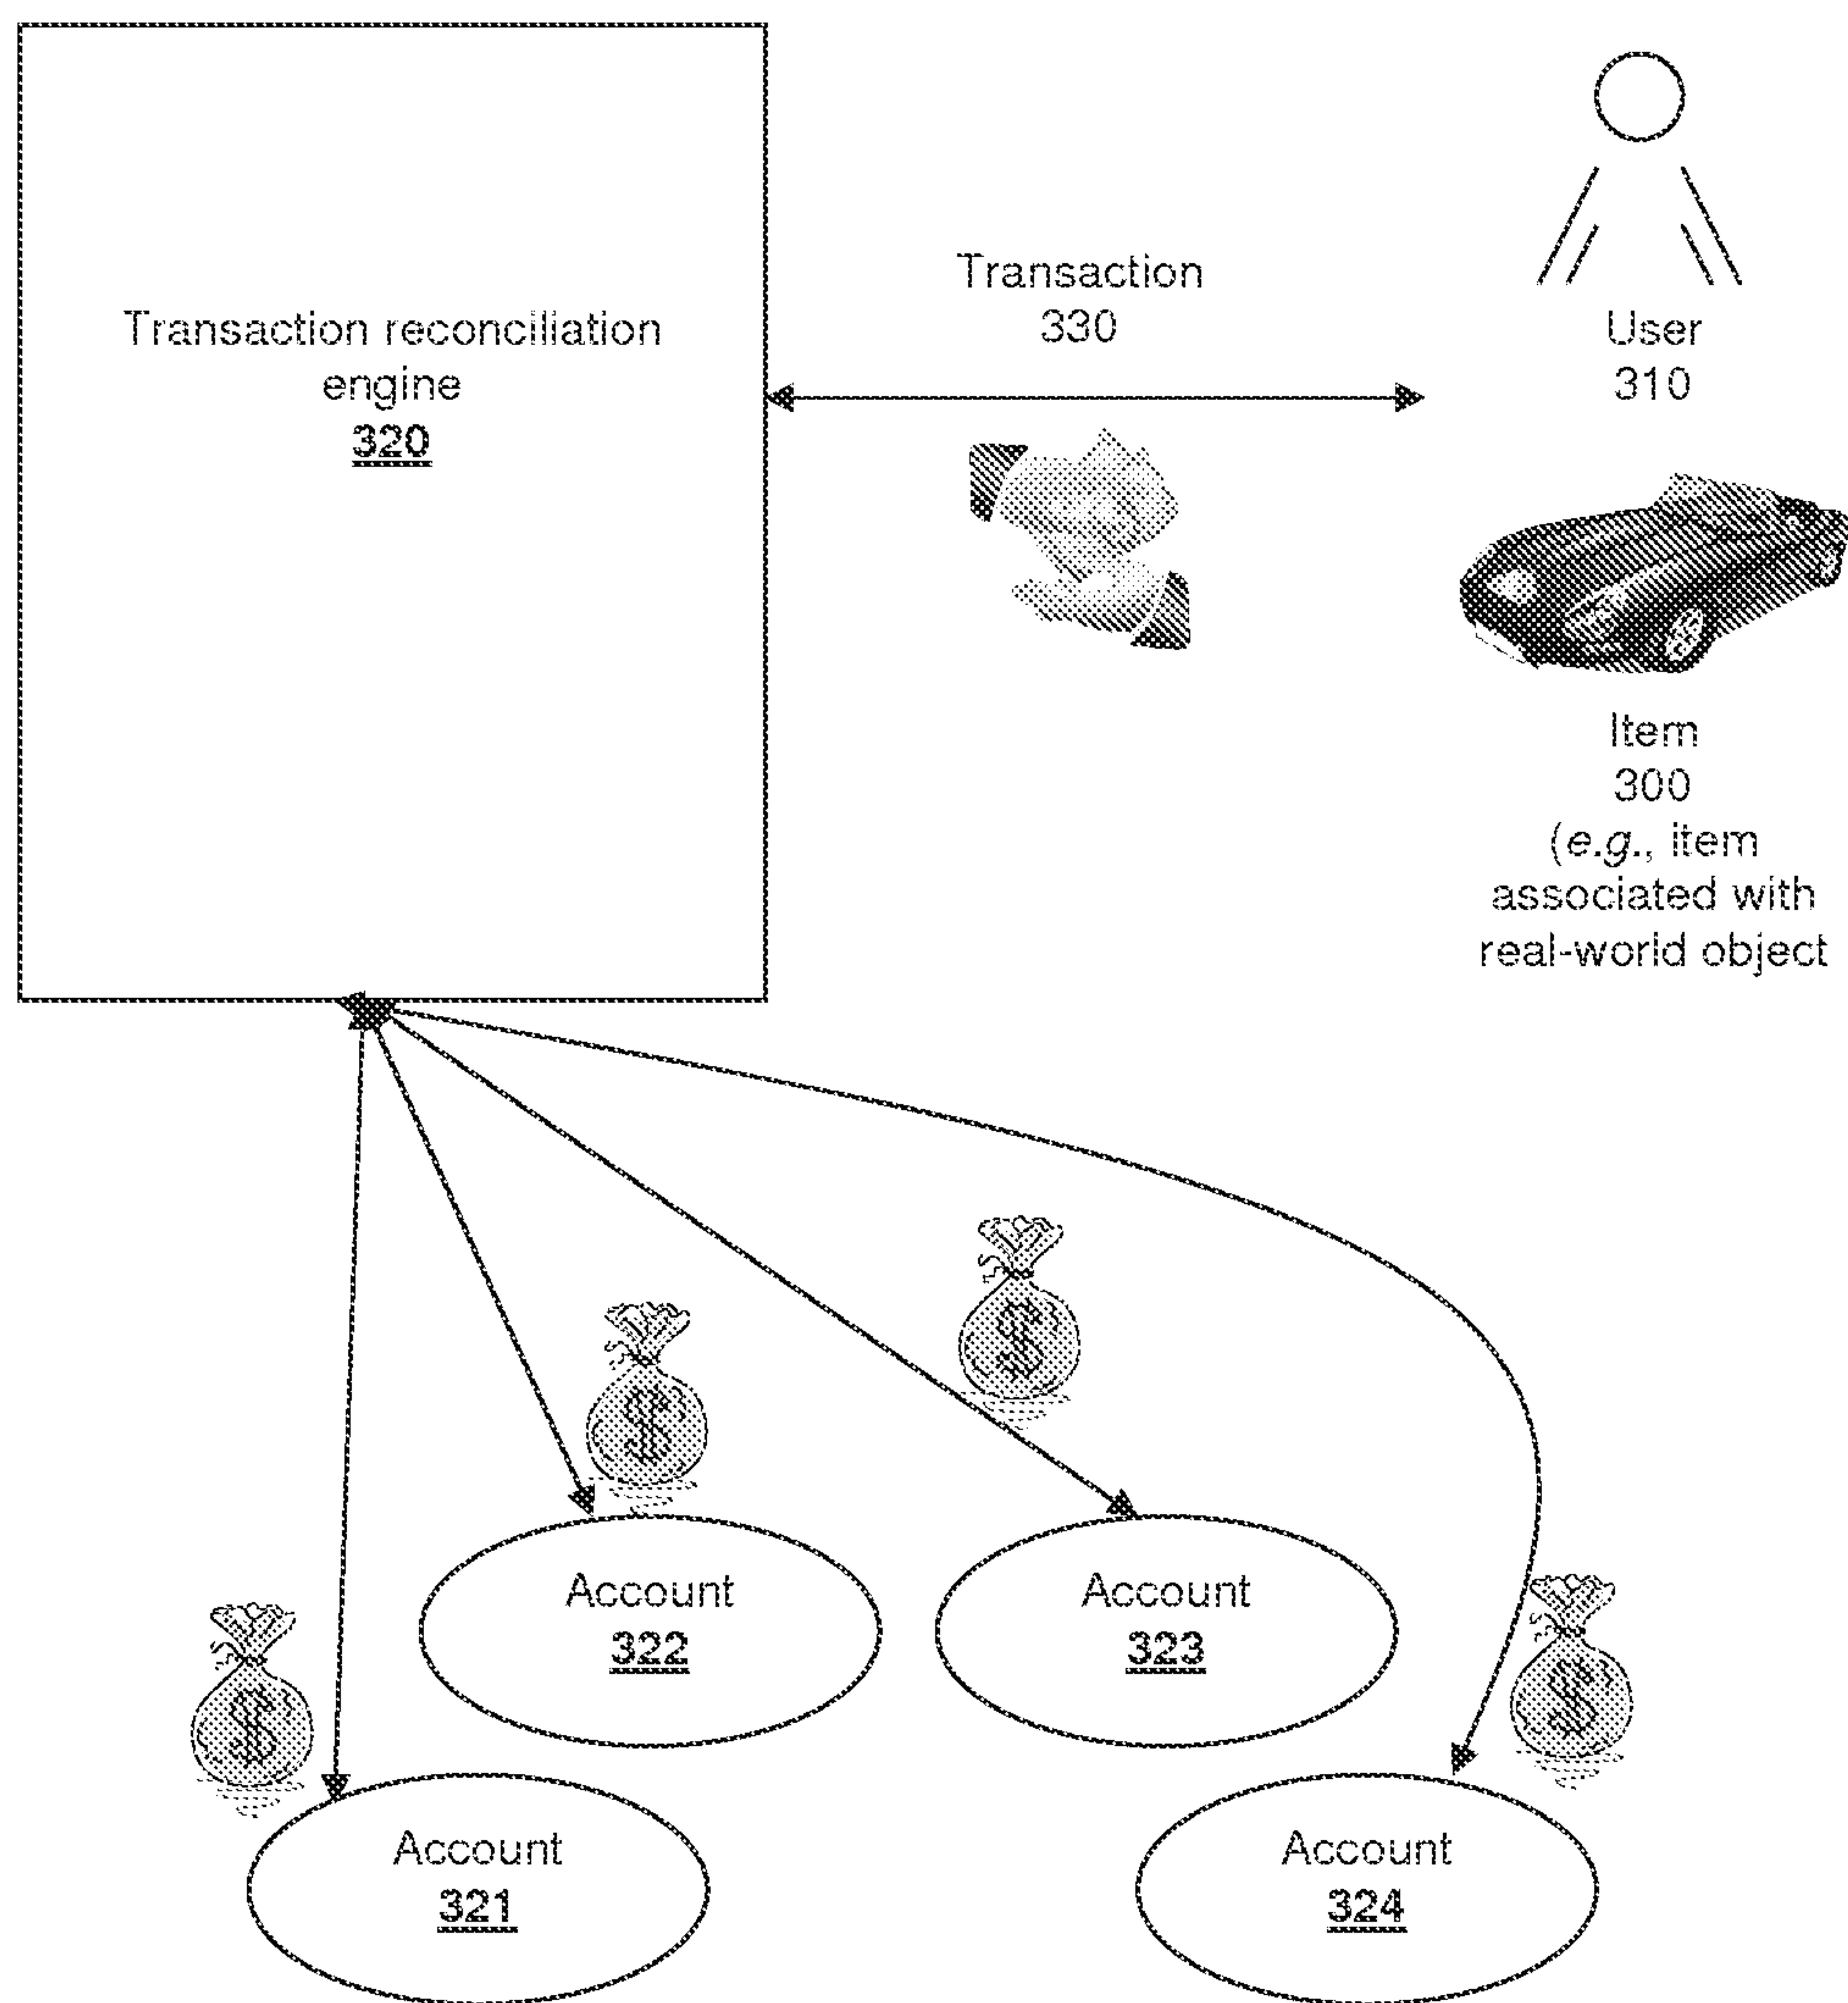 Transaction reconciliation
engine
320
Transaction
330
User
310
Item
300
(e.g., item
associated with
real-world object
$
$
$
$
Account
322
Account
323
Account
321
Account
324